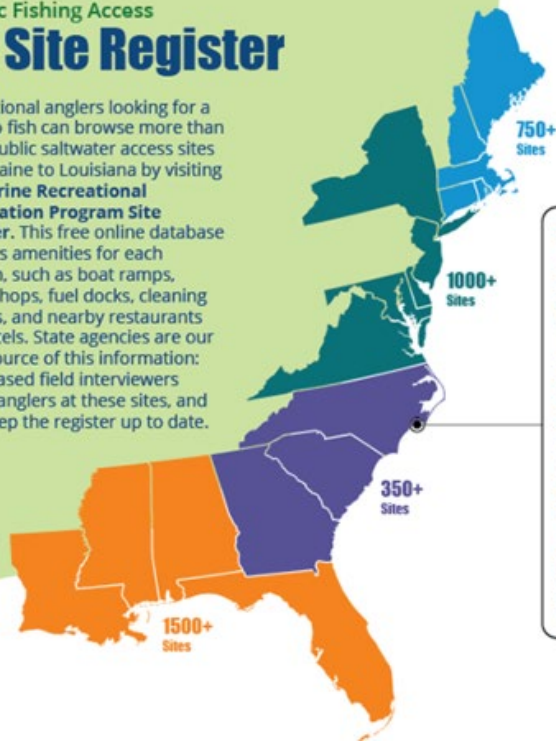 c Fishing Access
Site Register
ional anglers looking for a
o fish can browse more than
ublic saltwater access sites
aine to Louisiana by visiting
rine Recreational
ation Program Site
er. This free online database
s amenities for each
n, such as boat ramps,
hops, fuel docks, cleaning
s, and nearby restaurants
tels. State agencies are our
ource of this information:
ased field interviewers
anglers at these sites, and
ep the register up to date.
750+
Sites
1000+
Sites
350+
Sites
1500+
Sites